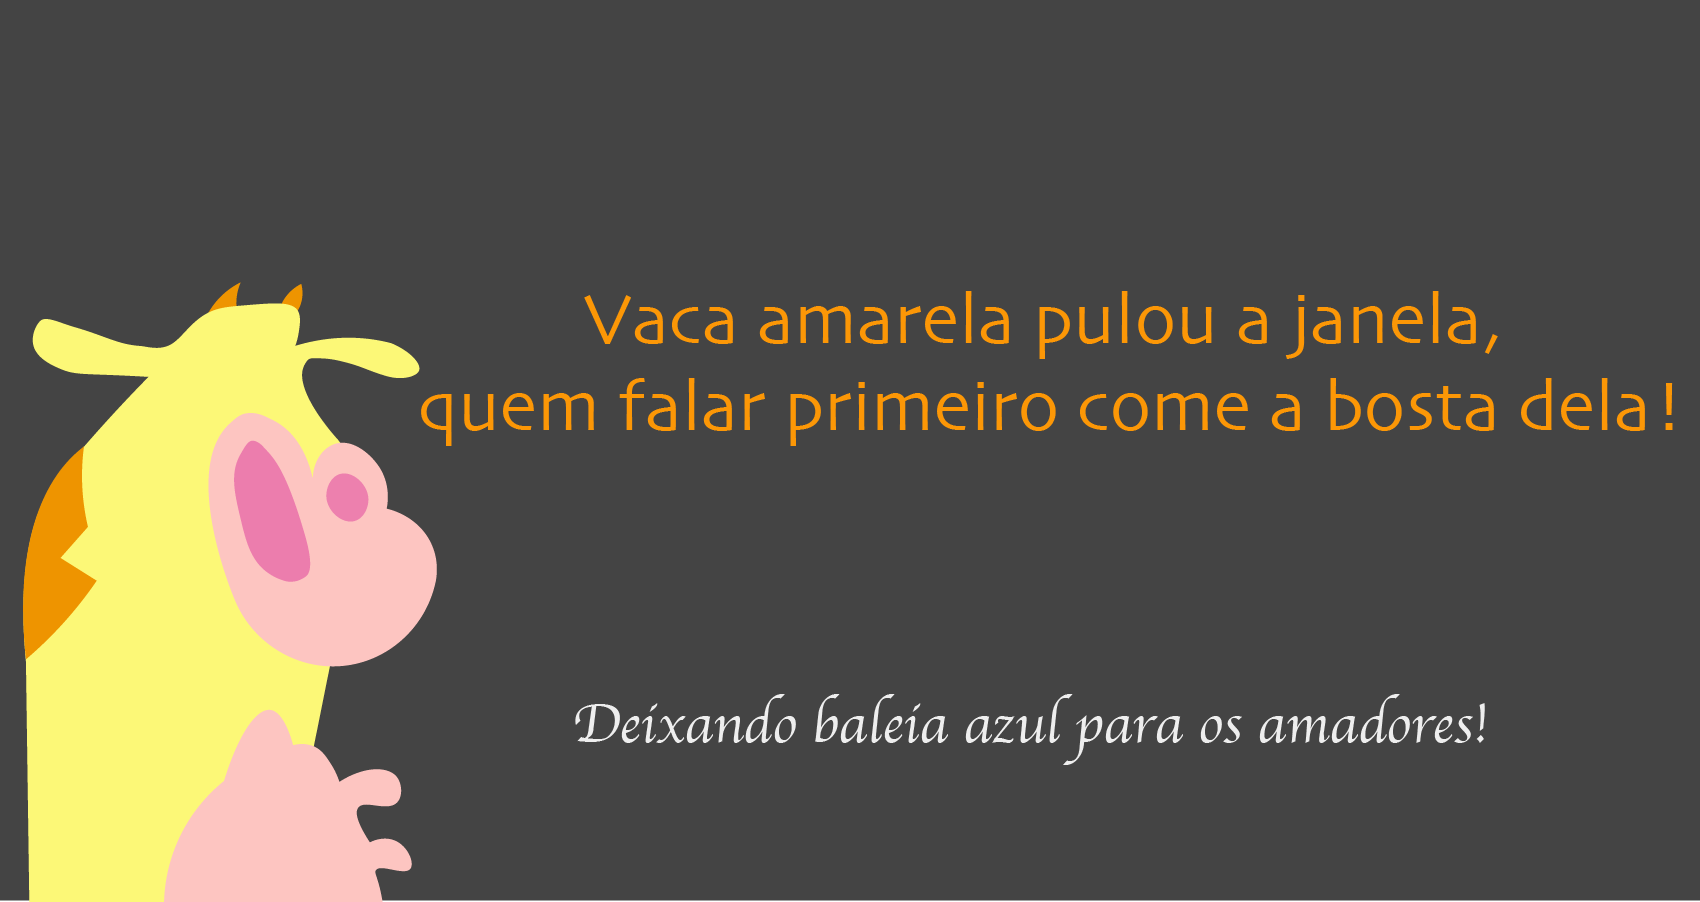 Vaca amarela pulou a janela,
quem falar primeiro come a bosta dela!
Deixando baleia azul para os amadores!